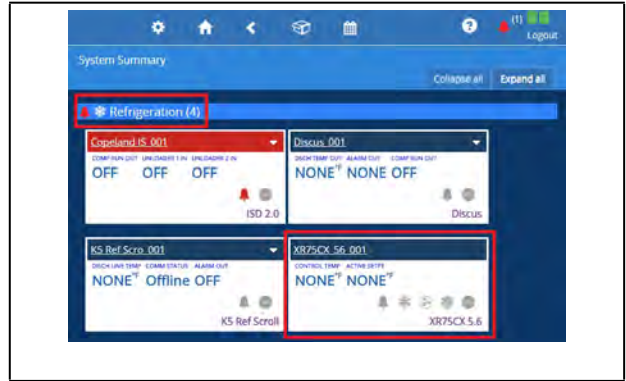 (1)
Logout
System Summary
Collapse all Expand all
Refrigeration (4)
Copeland IS 001
COMP RUN OUT UNLOADER 1 IN UNLOADER 2 IN
OFF OFF OFF
ISD 2.0
Discus 001
DISCH TEMP OUT ALARM OUT COMP RUN OUT
NONE°F NONE OFF
Discus
K5 Ref Scro 001
DISCH LINE TEMP COMM STATUS ALARM OUT
NONE°F Offline OFF
K5 Ref Scroll
XR75CX 56 001
CONTROL TEMP ACTIVE SETPT
NONE°F NONE°F
XR75CX 5.6